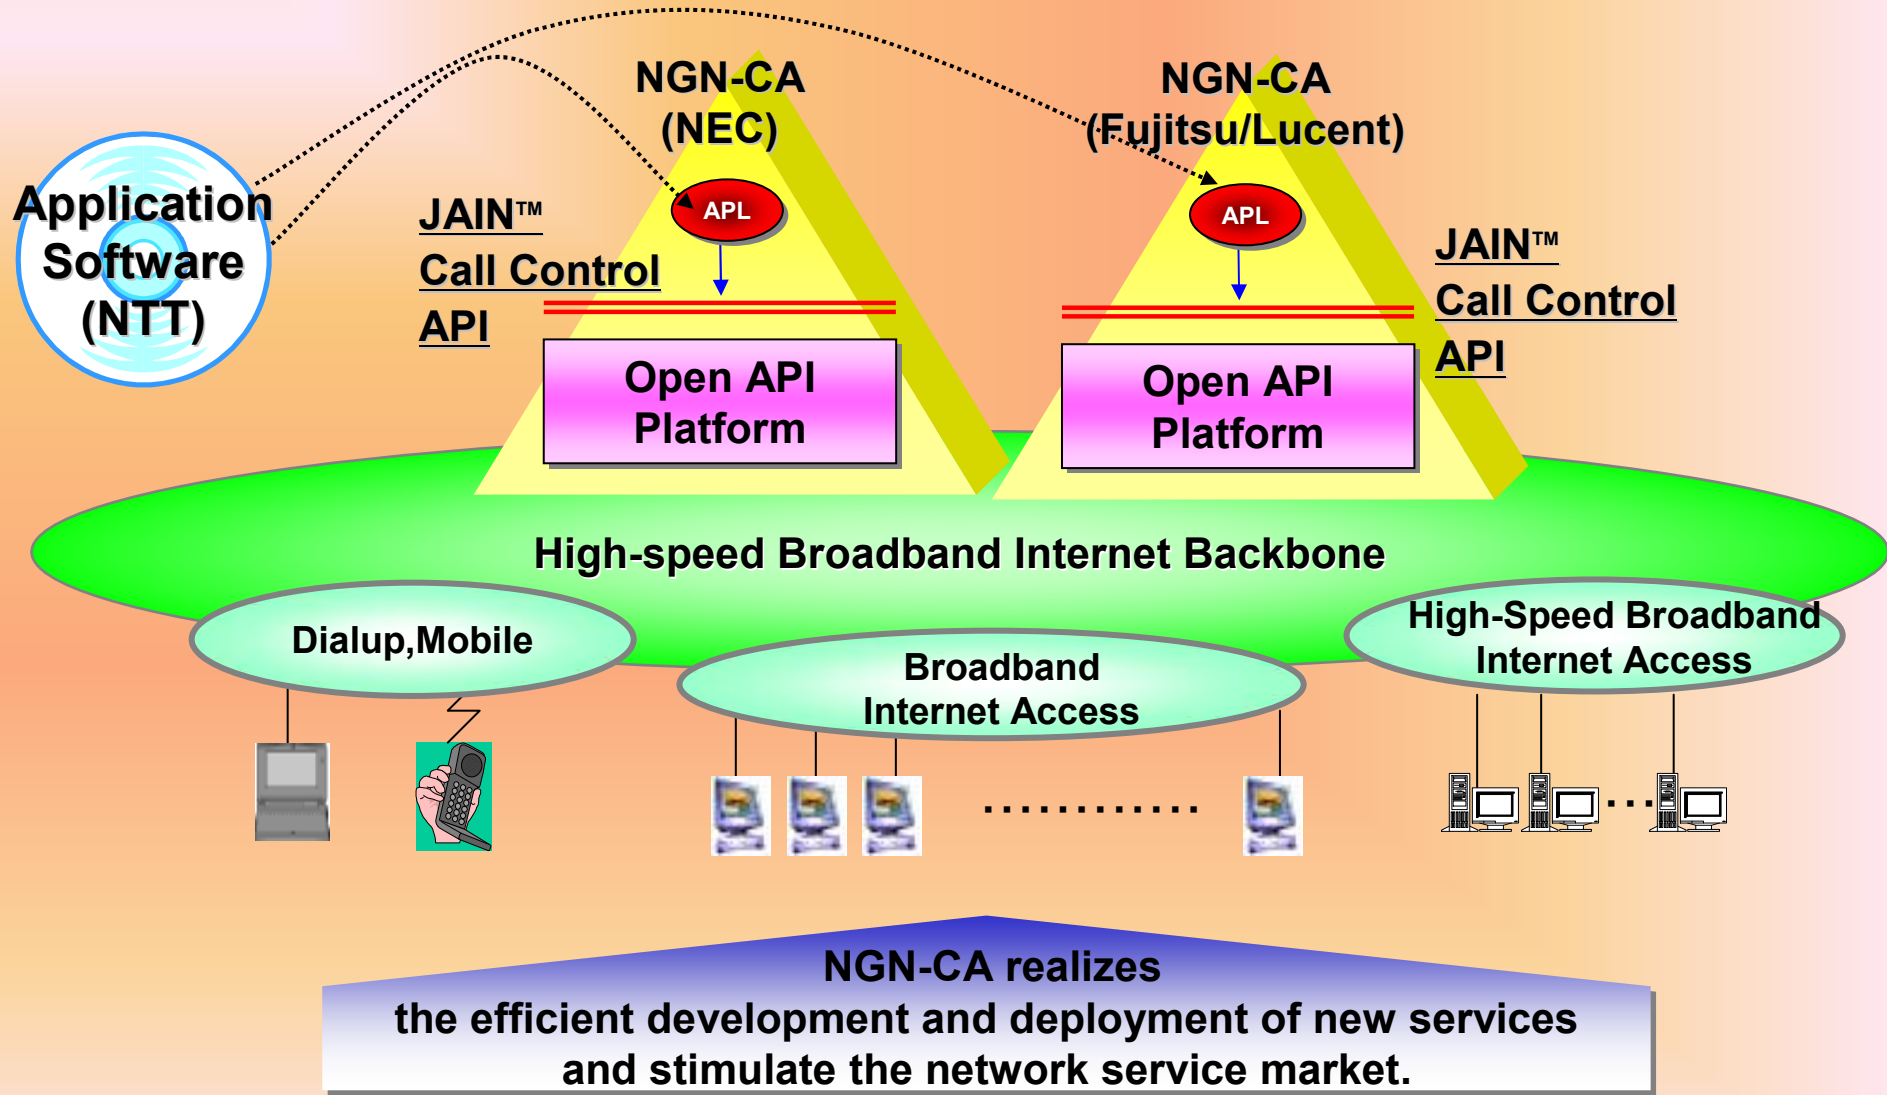 NGN-CA
(NEC)
NGN-CA
(Fujitsu/Lucent)
Application
Software
(NTT)
JAIN™
Call Control
API
APL
APL
JAIN™
Call Control
API
Open API
Platform
Open API
Platform
High-speed Broadband Internet Backbone
Dialup,Mobile
Broadband
Internet Access
High-Speed Broadband
Internet Access
............
...
NGN-CA realizes
the efficient development and deployment of new services
and stimulate the network service market.